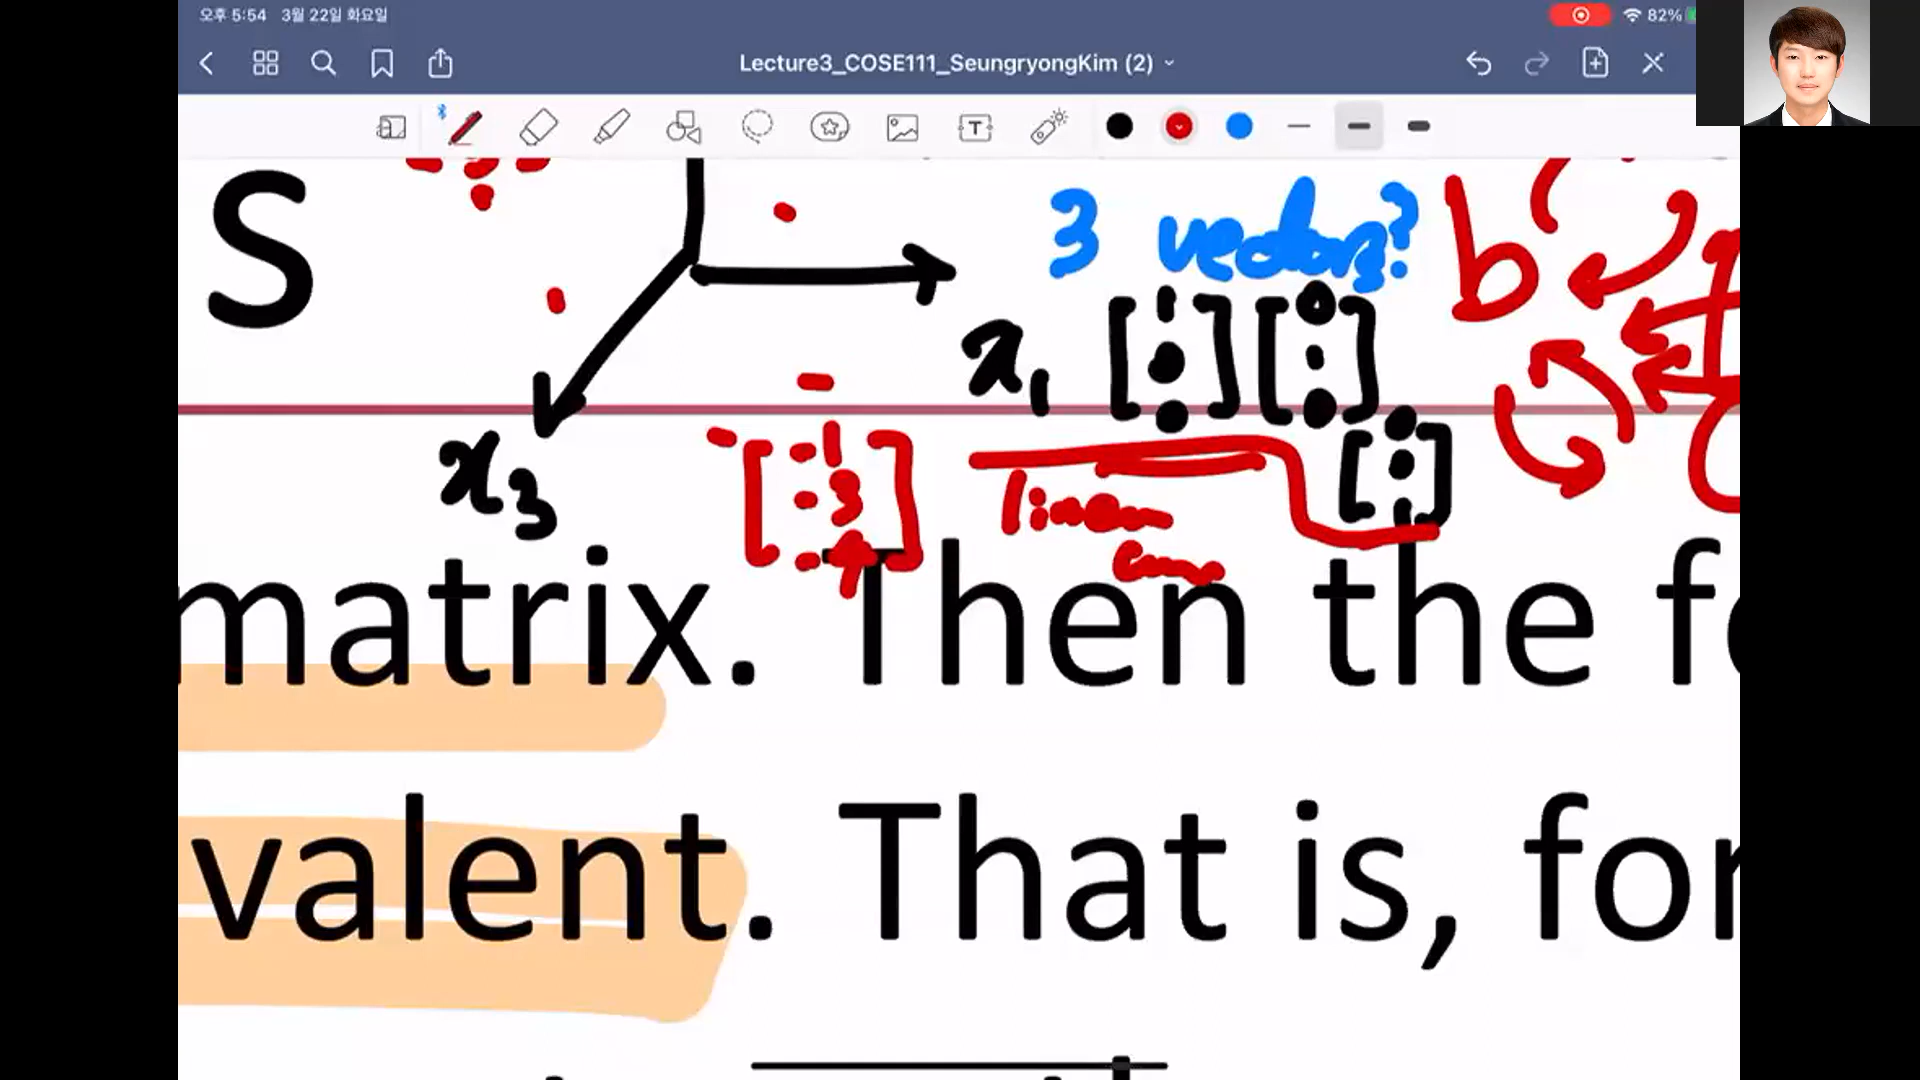 오후 5:54 3월 22일 화요일
82%
Lecture3_COSE111_SeungryongKim (2)
T
S
3 vectors?
b
x₁
x₃
linear
matrix. Then the f
valent. That is, for